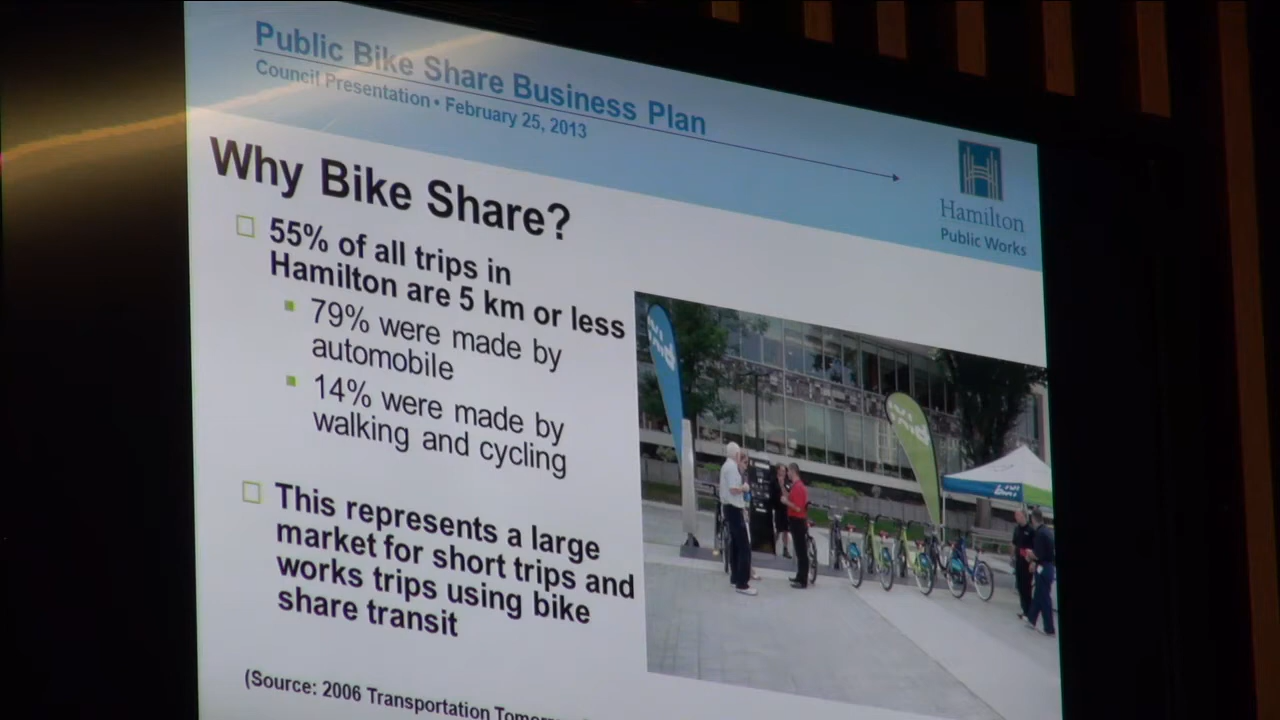 Public Bike Share Business Plan
Council Presentation • February 25, 2013
Hamilton
Public Works
Why Bike Share?
55% of all trips in
Hamilton are 5 km or less
79% were made by
automobile
14% were made by
walking and cycling
This represents a large
market for short trips and
works trips using bike
share transit
(Source: 2006 Transportation